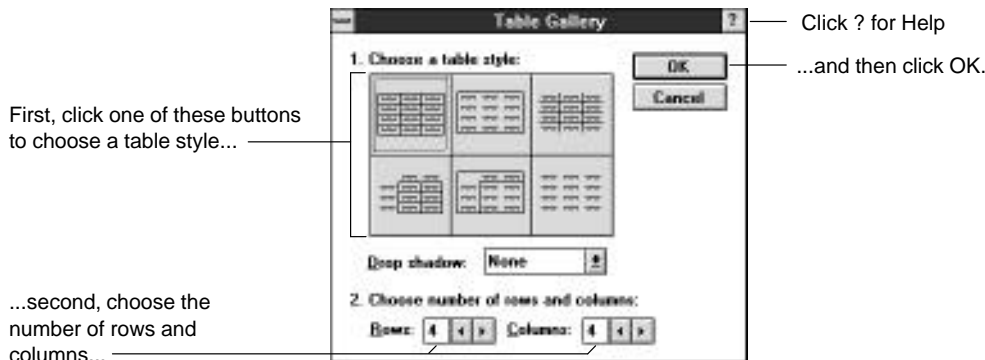 Table Gallery
?
Click ? for Help
1. Choose a table style:
OK
...and then click OK.
Cancel
First, click one of these buttons
to choose a table style...
Drop shadow: None
2. Choose number of rows and columns:
...second, choose the
number of rows and
columns...
Rows: 4 Columns: 4